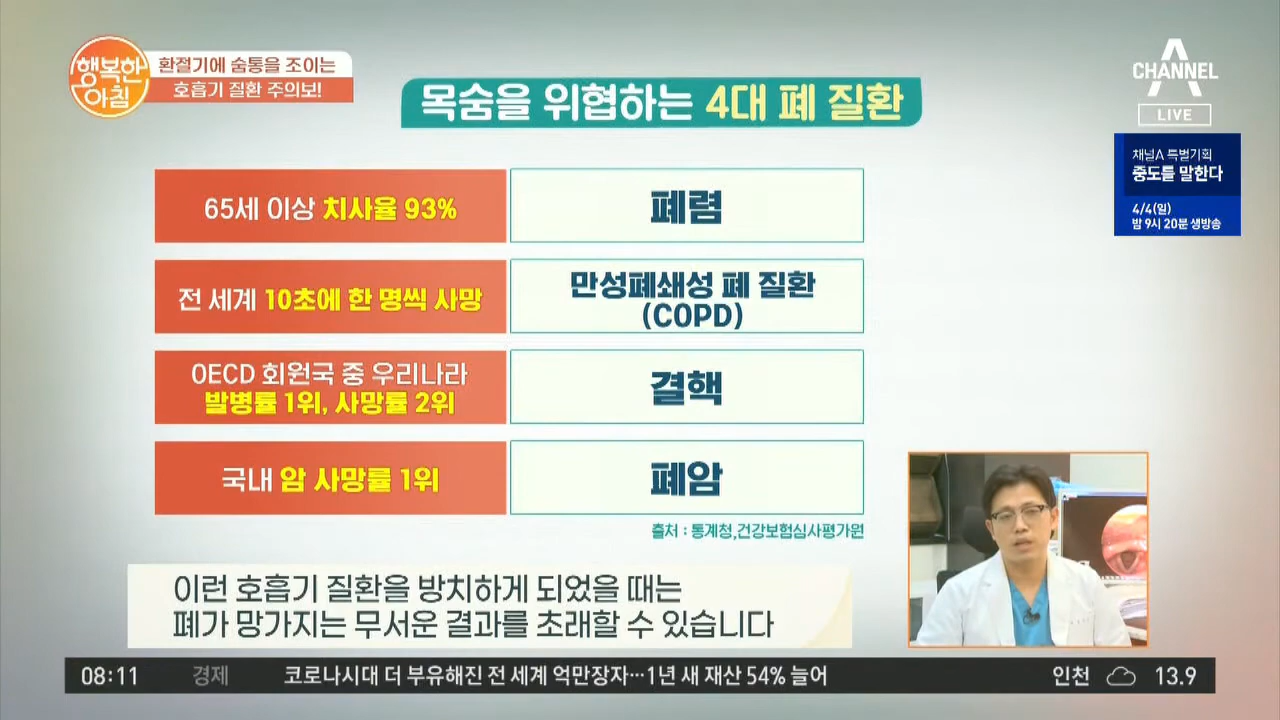 행복한
아침
환절기에 숨통을 조이는
호흡기 질환 주의보!
목숨을 위협하는 4대 폐 질환
CHANNEL
LIVE
채널A 특별기획
중도를 말한다
4/4(일)
밤 9시 20분 생방송
65세 이상 치사율 93%
폐렴
전 세계 10초에 한 명씩 사망
만성폐쇄성 폐 질환
(COPD)
OECD 회원국 중 우리나라
발병률 1위, 사망률 2위
결핵
국내 암 사망률 1위
폐암
출처 : 통계청,건강보험심사평가원
이런 호흡기 질환을 방치하게 되었을 때는
폐가 망가지는 무서운 결과를 초래할 수 있습니다
08:11 경제 코로나시대 더 부유해진 전 세계 억만장자…1년 새 재산 54% 늘어 인천 13.9